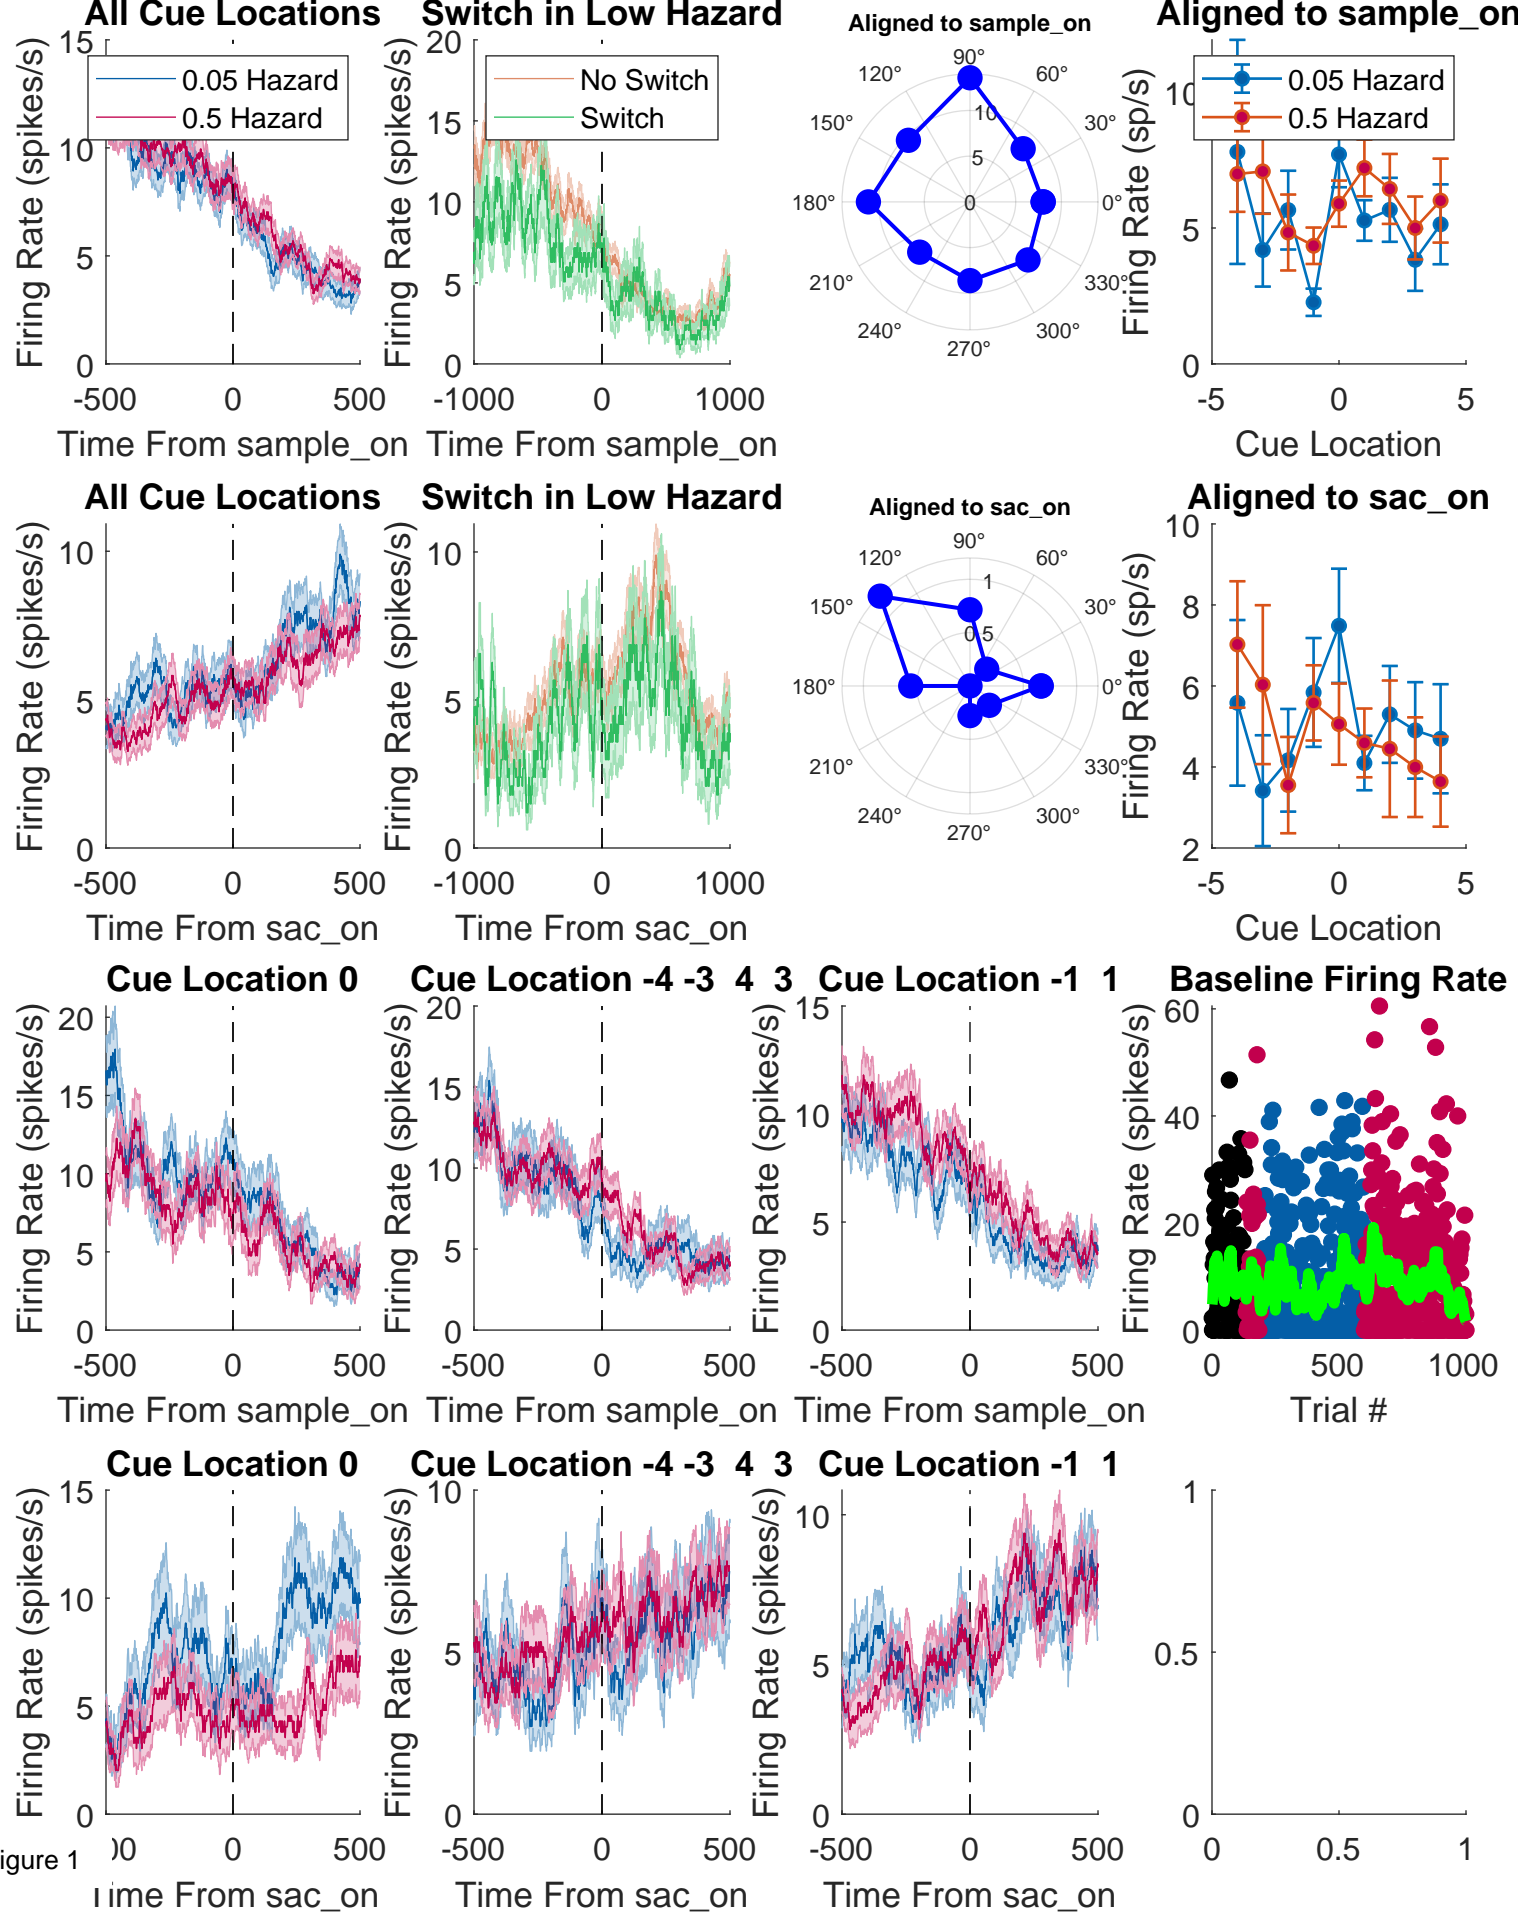 All Cue Locations
Firing Rate (spikes/s)
15
10
5
0
0.05 Hazard
0.5 Hazard
-500 0 500
Time From sample_on
Switch in Low Hazard
Firing Rate (spikes/s)
20
15
10
5
0
No Switch
Switch
-1000 0 1000
Time From sample_on
Aligned to sample_on
90°
120° 60°
150° 30°
180° 0°
210° 330°
240° 300°
270°
10
5
0
Aligned to sample_on
Firing Rate (sp/s)
10
5
0
0.05 Hazard
0.5 Hazard
-5 0 5
Cue Location
All Cue Locations
Firing Rate (spikes/s)
10
5
0
-500 0 500
Time From sac_on
Switch in Low Hazard
Firing Rate (spikes/s)
10
5
0
-1000 0 1000
Time From sac_on
Aligned to sac_on
90°
120° 60°
150° 30°
180° 0°
210° 330°
240° 300°
270°
1
0.5
Aligned to sac_on
Firing Rate (sp/s)
10
8
6
4
2
-5 0 5
Cue Location
Cue Location 0
Firing Rate (spikes/s)
20
15
10
5
0
-500 0 500
Time From sample_on
Cue Location -4 -3 4 3
Firing Rate (spikes/s)
20
15
10
5
0
-500 0 500
Time From sample_on
Cue Location -1 1
Firing Rate (spikes/s)
15
10
5
0
-500 0 500
Time From sample_on
Baseline Firing Rate
Firing Rate (spikes/s)
60
40
20
0
0 500 1000
Trial #
Cue Location 0
Firing Rate (spikes/s)
15
10
5
0
00 0 500
Time From sac_on
Cue Location -4 -3 4 3
Firing Rate (spikes/s)
10
5
0
-500 0 500
Time From sac_on
Cue Location -1 1
Firing Rate (spikes/s)
10
5
0
-500 0 500
Time From sac_on
1
0.5
0
0 0.5 1
igure 1